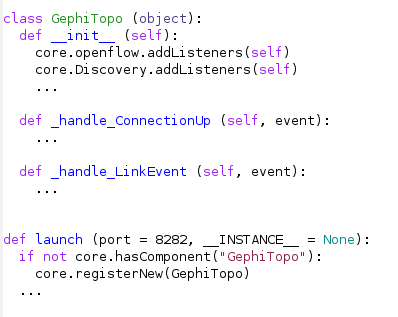 class GephiTopo (object):
  def __init__ (self):
    core.openflow.addListeners(self)
    core.Discovery.addListeners(self)
    ...
  def _handle_ConnectionUp (self, event):
    ...
  def _handle_LinkEvent (self, event):
    ...
def launch (port = 8282, __INSTANCE__ = None):
  if not core.hasComponent("GephiTopo"):
    core.registerNew(GephiTopo)
  ...